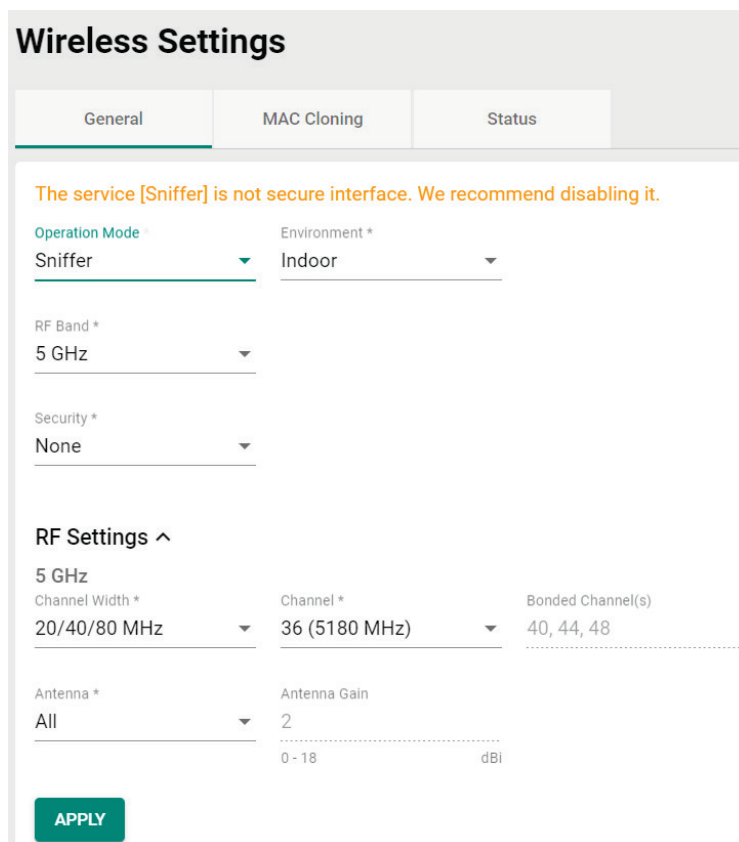 Wireless Settings
General MAC Cloning Status
The service [Sniffer] is not secure interface. We recommend disabling it.
Operation Mode * Environment *
Sniffer Indoor
RF Band *
5 GHz
Security *
None
RF Settings
5 GHz
Channel Width * Channel * Bonded Channel(s)
20/40/80 MHz 36 (5180 MHz) 40, 44, 48
Antenna * Antenna Gain
All 2
0 - 18 dBi
APPLY